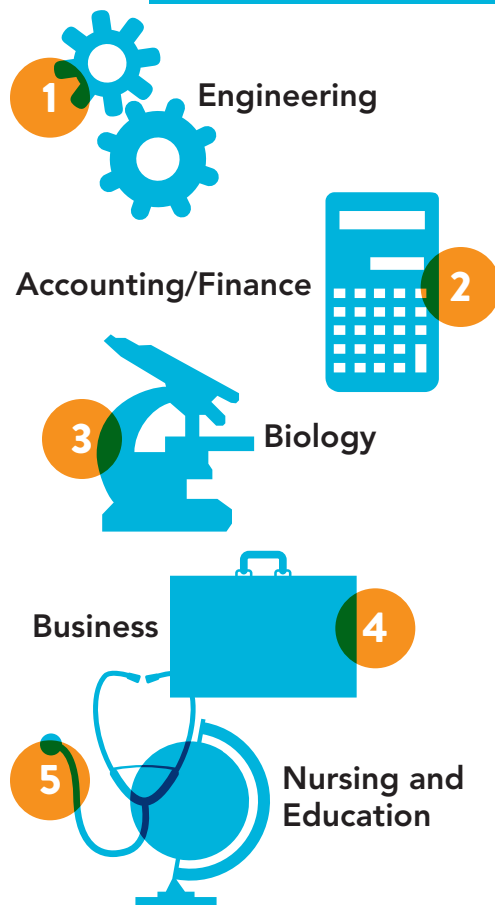 1
Engineering
Accounting/Finance
2
3
Biology
Business
4
5
Nursing and
Education